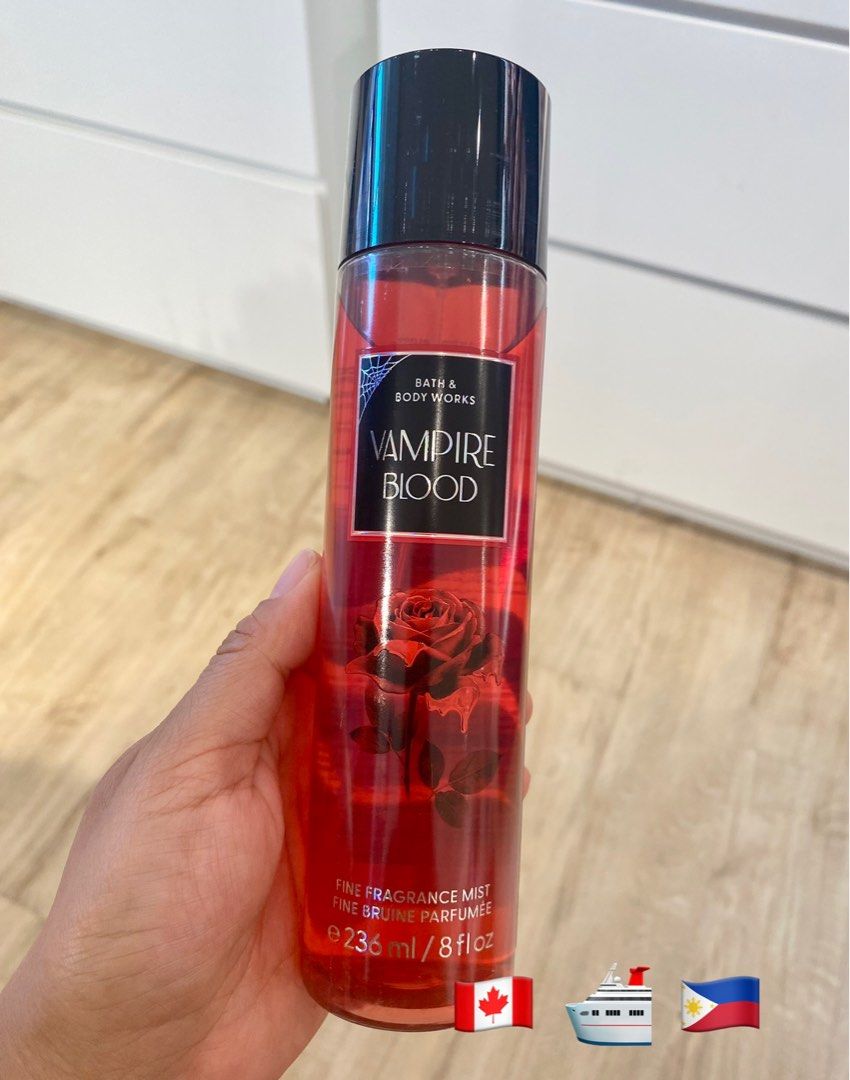 BATH &
BODY WORKS
VAMPIRE
BLOOD
FINE FRAGRANCE MIST
FINE BRUINE PARFUMÉE
℮ 236 ml / 8 fl oz